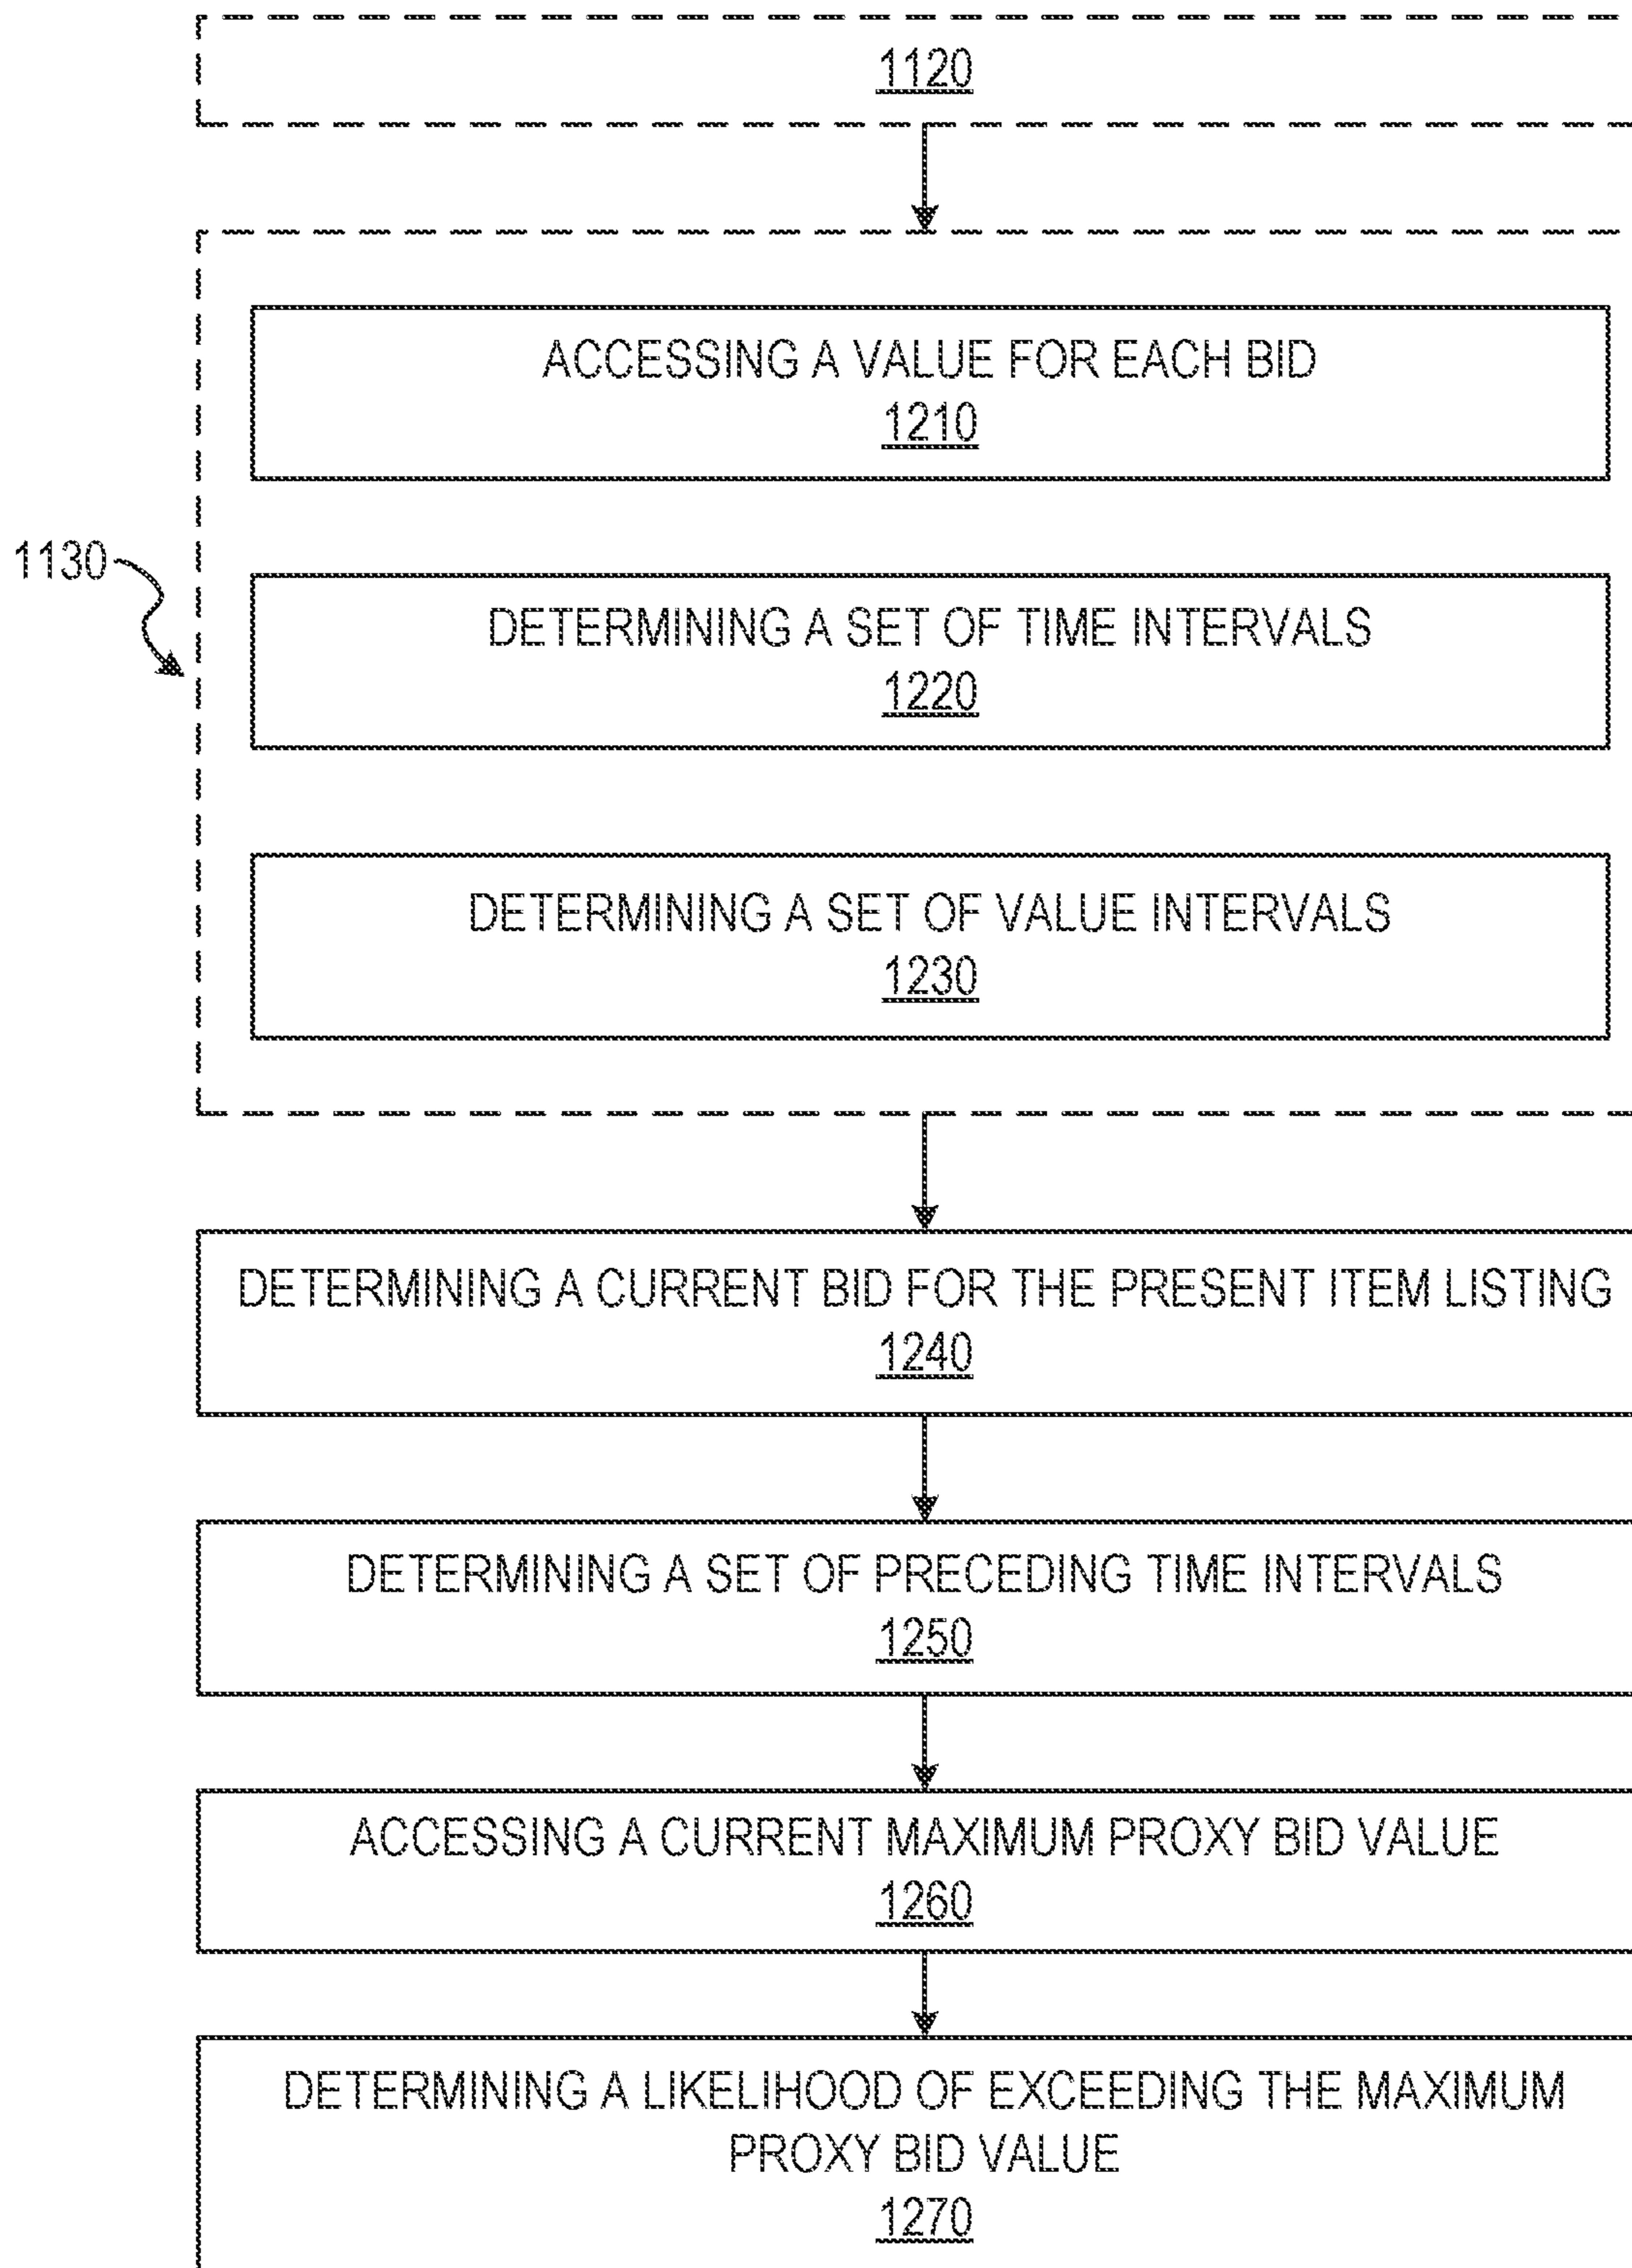 1120
ACCESSING A VALUE FOR EACH BID
1210
1130
DETERMINING A SET OF TIME INTERVALS
1220
DETERMINING A SET OF VALUE INTERVALS
1230
DETERMINING A CURRENT BID FOR THE PRESENT ITEM LISTING
1240
DETERMINING A SET OF PRECEDING TIME INTERVALS
1250
ACCESSING A CURRENT MAXIMUM PROXY BID VALUE
1260
DETERMINING A LIKELIHOOD OF EXCEEDING THE MAXIMUM
PROXY BID VALUE
1270